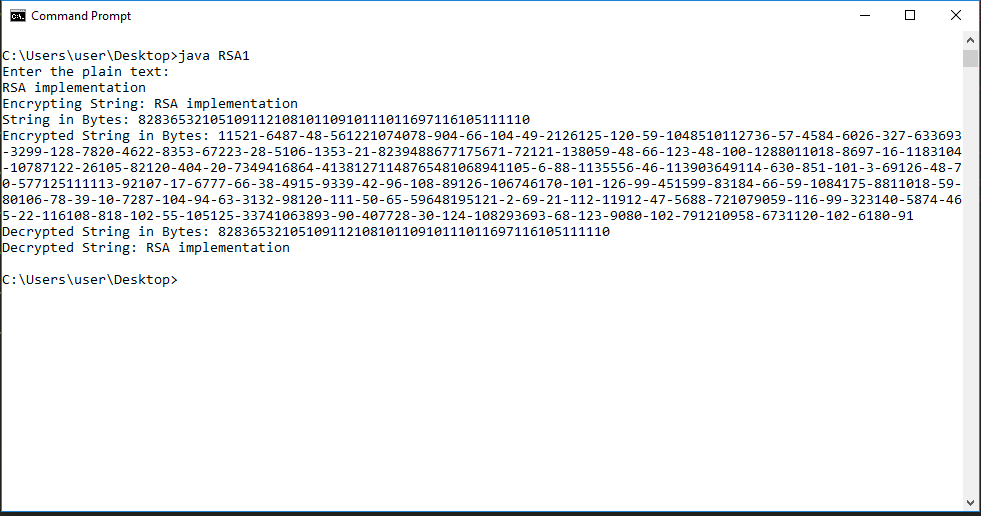 Command Prompt
C:\Users\user\Desktop>java RSA1
Enter the plain text:
RSA implementation
Encrypting String: RSA implementation
String in Bytes: 828365321051091121081011091011101169711610511110
Encrypted String in Bytes: 11521-6487-48-561221074078-904-66-104-49-2126125-120-59-1048510112736-57-4584-6026-327-633693
-3299-128-7820-4622-8353-67223-28-5106-1353-21-8239488677175671-72121-138059-48-66-123-48-100-1288011018-8697-16-1183104
-10787122-26105-82120-404-20-7349416864-41381271148765481068941105-6-88-1135556-46-113903649114-630-851-101-3-69126-48-7
0-577125111113-92107-17-6777-66-38-4915-9339-42-96-108-89126-106746170-101-126-99-451599-83184-66-59-1084175-8811018-59-
80106-78-39-10-7287-104-94-63-3132-98120-111-50-65-59648195121-2-69-21-112-11912-47-5688-721079059-116-99-323140-5874-46
5-22-116108-818-102-55-105125-33741063893-90-407728-30-124-108293693-68-123-9080-102-791210958-6731120-102-6180-91
Decrypted String in Bytes: 828365321051091121081011091011101169711610511110
Decrypted String: RSA implementation
C:\Users\user\Desktop>